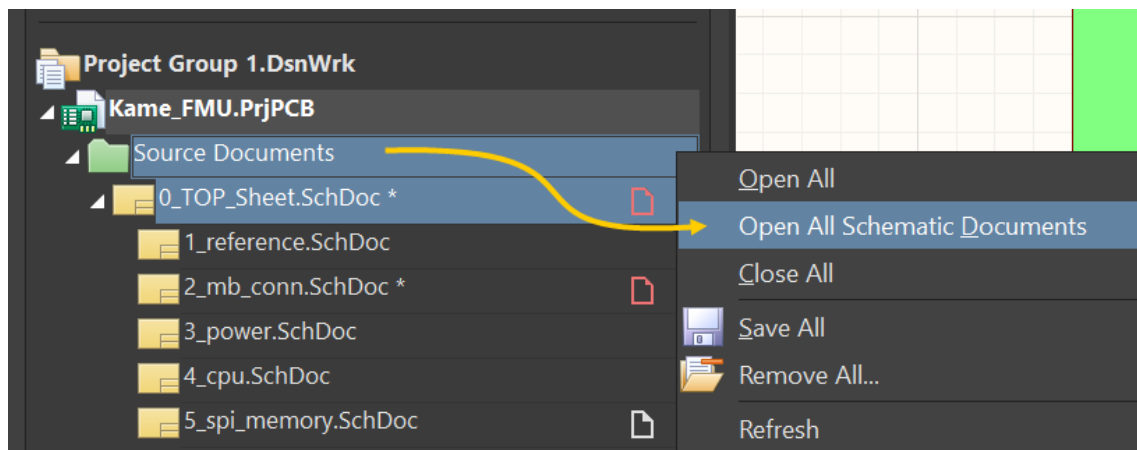 Project Group 1.DsnWrk
Kame_FMU.PrjPCB
Source Documents
0_TOP_Sheet.SchDoc *
1_reference.SchDoc
2_mb_conn.SchDoc *
3_power.SchDoc
4_cpu.SchDoc
5_spi_memory.SchDoc
Open All
Open All Schematic Documents
Close All
Save All
Remove All...
Refresh